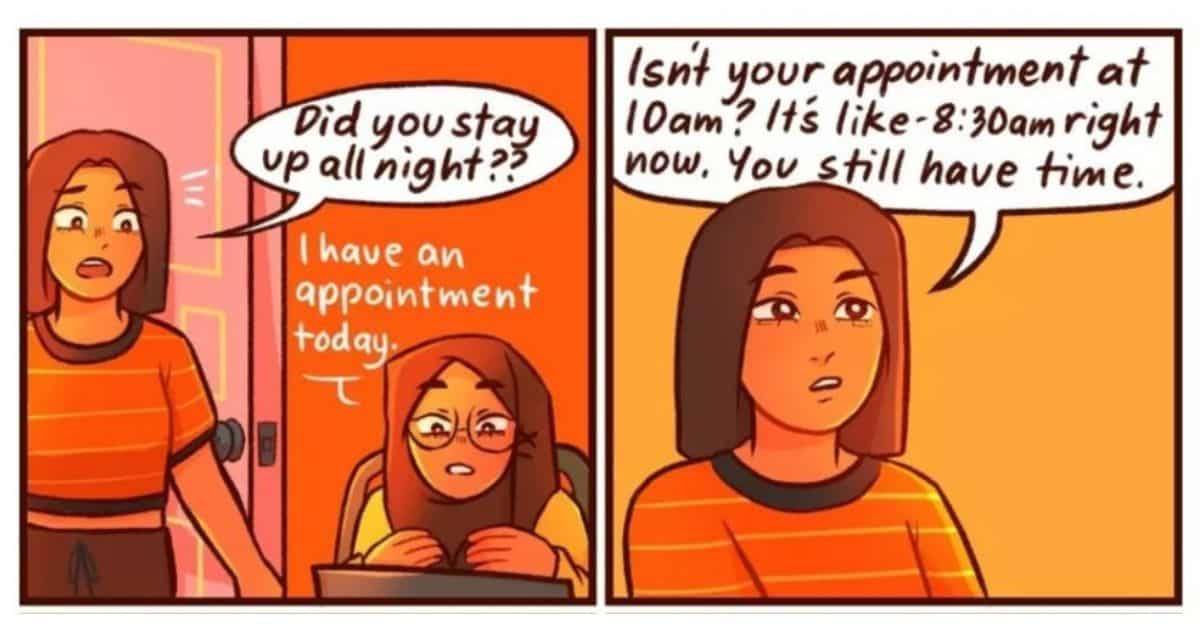 Did you stay
up all night??
I have an
appointment
today.
Isn't your appointment at
10am? It's like-8:30am right
now. You still have time.